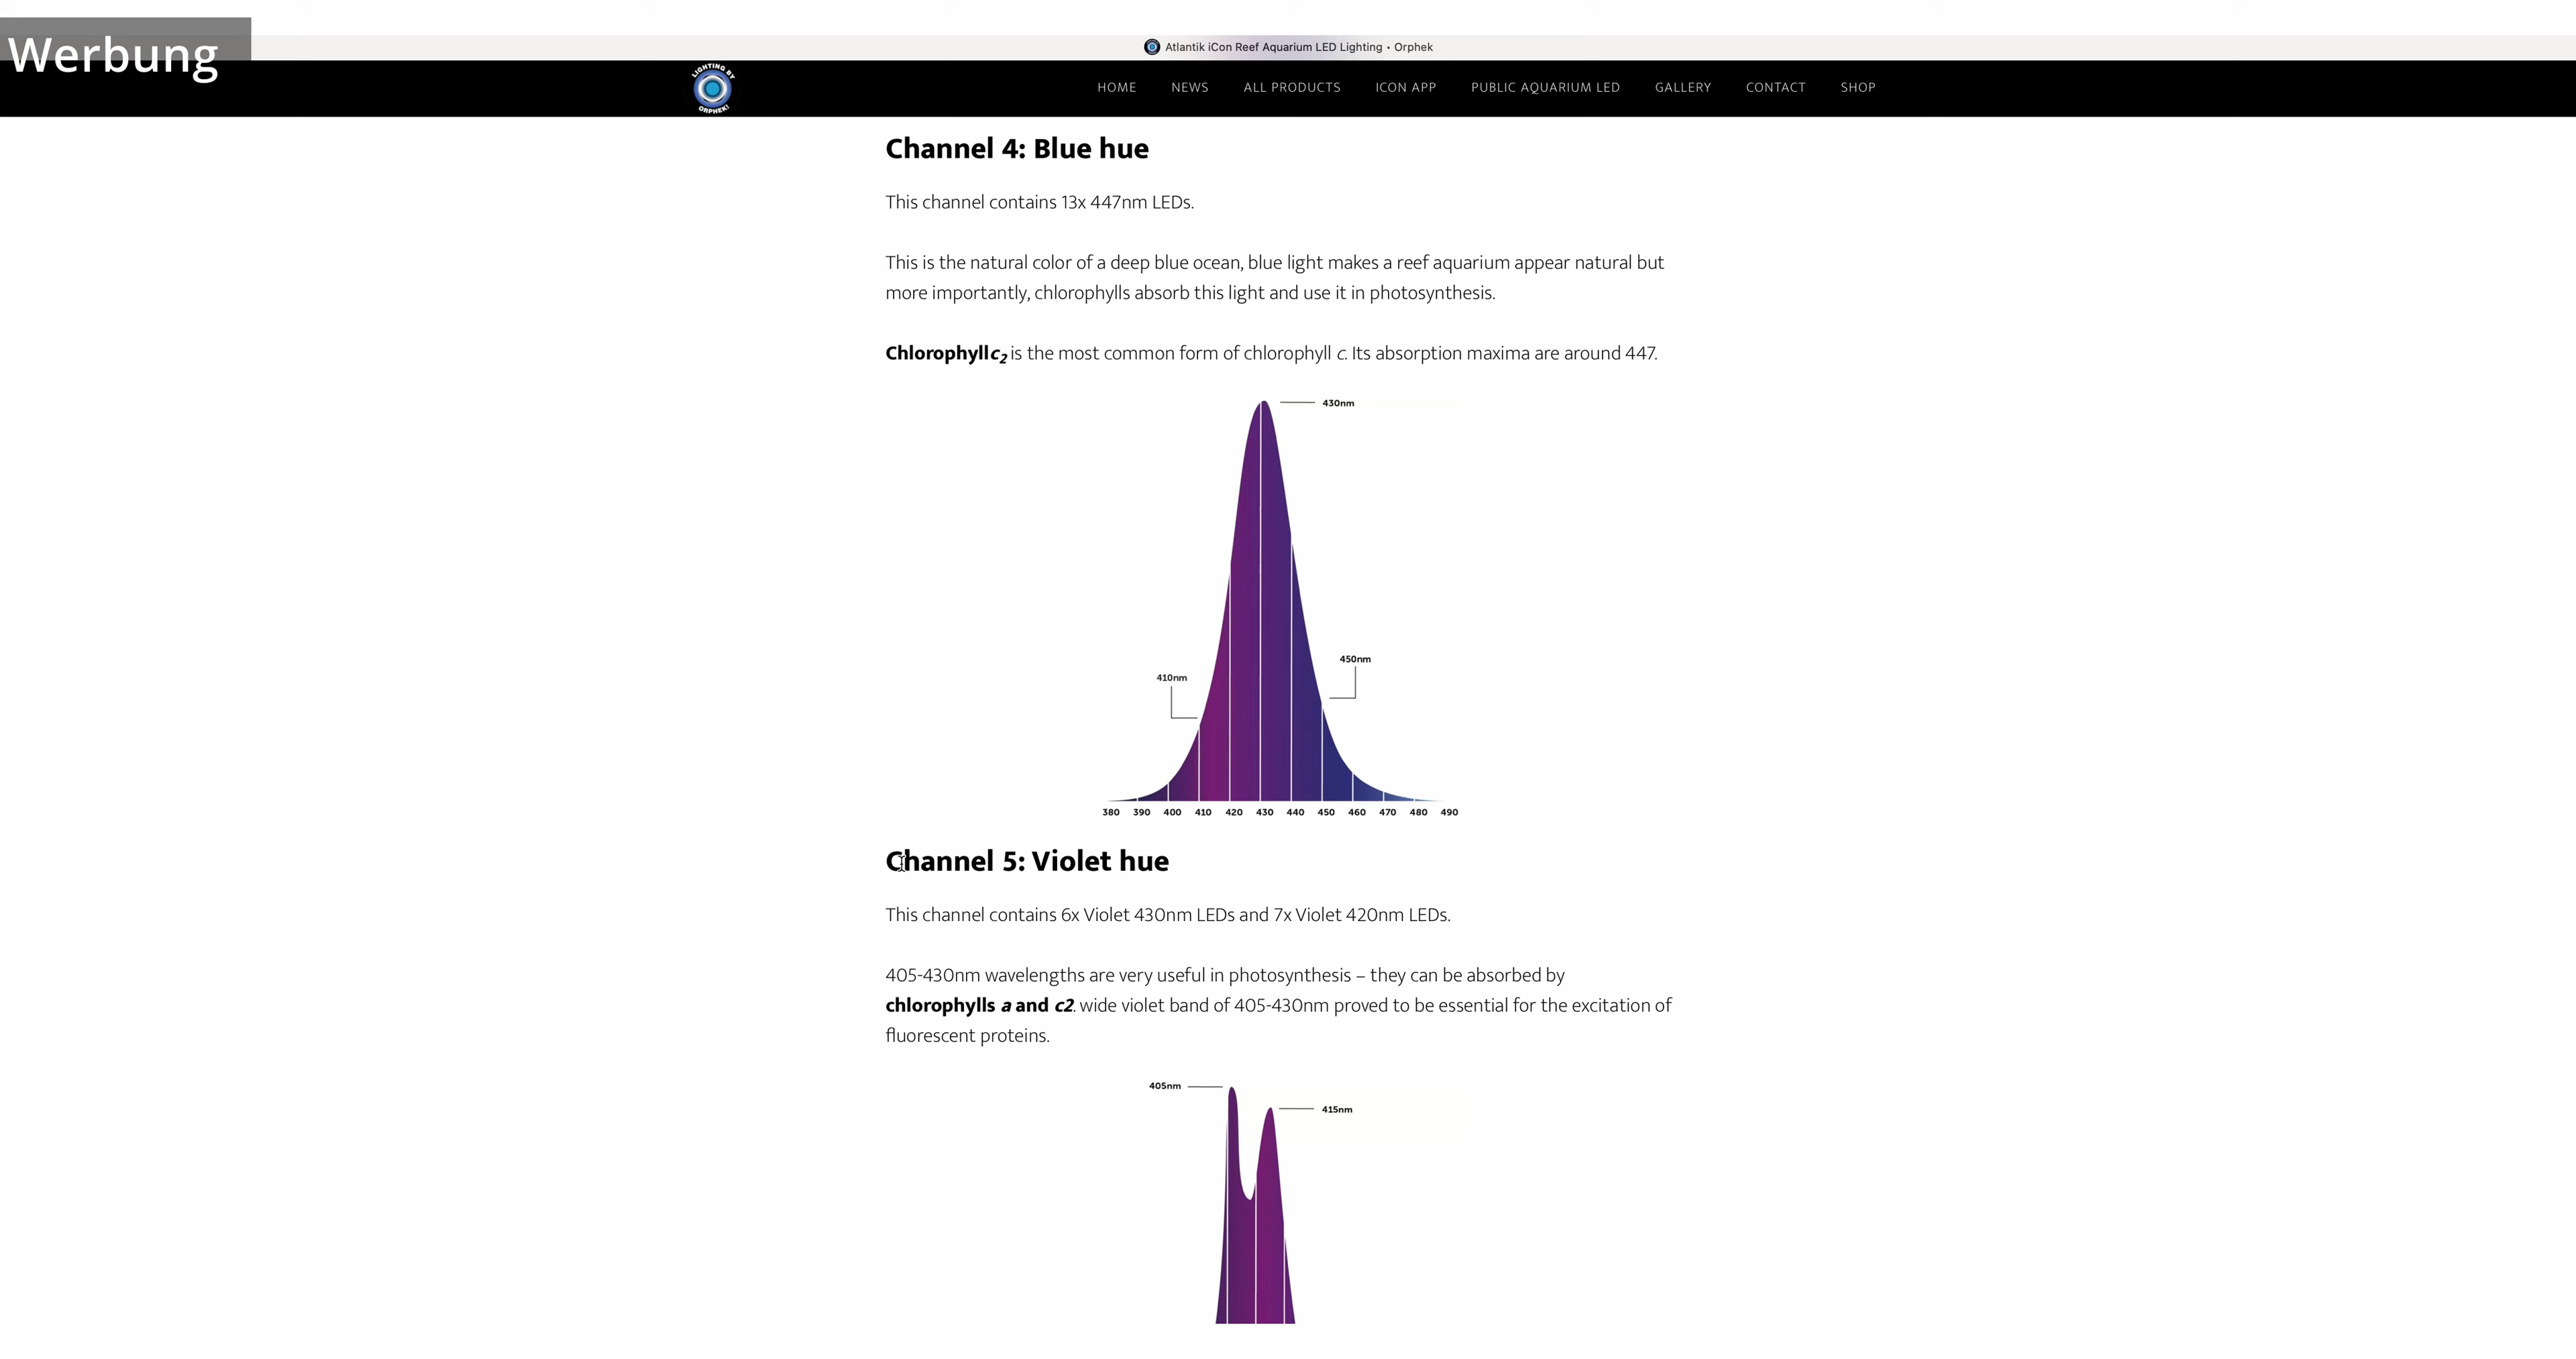 Werbung
Atlantik iCon Reef Aquarium LED Lighting • Orphek
LIGHTING BY
ORPHEK!
HOME NEWS ALL PRODUCTS ICON APP PUBLIC AQUARIUM LED GALLERY CONTACT SHOP
Channel 4: Blue hue
This channel contains 13x 447nm LEDs.
This is the natural color of a deep blue ocean, blue light makes a reef aquarium appear natural but
more importantly, chlorophylls absorb this light and use it in photosynthesis.
Chlorophyll c2 is the most common form of chlorophyll c. Its absorption maxima are around 447.
430nm
450nm
410nm
380 390 400 410 420 430 440 450 460 470 480 490
Channel 5: Violet hue
This channel contains 6x Violet 430nm LEDs and 7x Violet 420nm LEDs.
405-430nm wavelengths are very useful in photosynthesis – they can be absorbed by
chlorophylls a and c2. wide violet band of 405-430nm proved to be essential for the excitation of
fluorescent proteins.
405nm
415nm